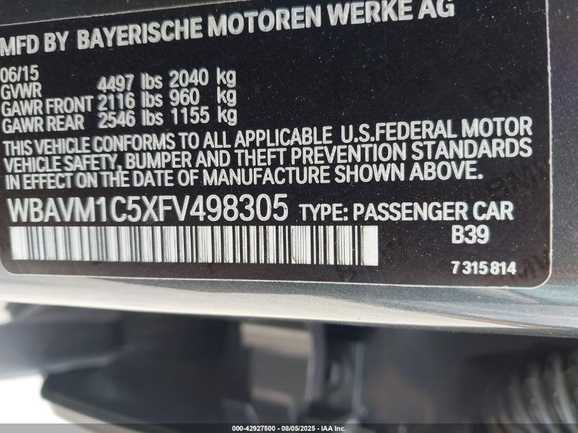 MFD BY BAYERISCHE MOTOREN WERKE AG
06/15
GVWR 4497 lbs 2040 kg
GAWR FRONT 2116 lbs 960 kg
GAWR REAR 2546 lbs 1155 kg
THIS VEHICLE CONFORMS TO ALL APPLICABLE U.S.FEDERAL MOTOR
VEHICLE SAFETY, BUMPER AND THEFT PREVENTION STANDARDS
IN EFFECT ON THE DATE OF MANUFACTURE SHOWN ABOVE.
WBAVM1C5XFV498305 TYPE: PASSENGER CAR
B39
7 315 814
000-42927500 - 08/05/2025 - IAA Inc.